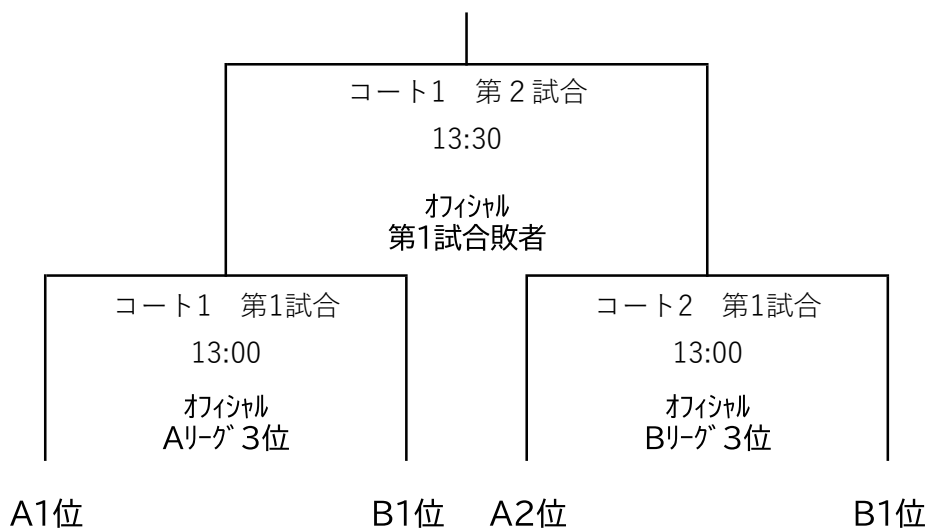 コート1　第２試合
13:30
ｵﾌｨｼｬﾙ
第1試合敗者
コート1　第1試合
13:00
ｵﾌｨｼｬﾙ
Aﾘｰｸﾞ3位
コート2　第1試合
13:00
ｵﾌｨｼｬﾙ
Bﾘｰｸﾞ3位
A1位　B1位　A2位　B1位